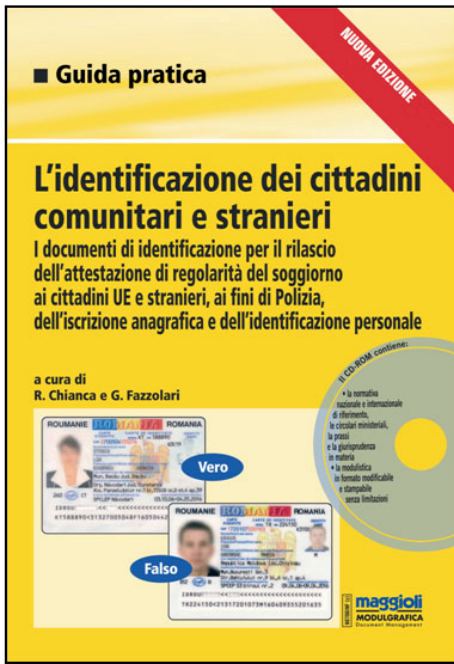 NUOVA EDIZIONE
■ Guida pratica
L'identificazione dei cittadini
comunitari e stranieri
I documenti di identificazione per il rilascio
dell'attestazione di regolarità del soggiorno
ai cittadini UE e stranieri, ai fini di Polizia,
dell'iscrizione anagrafica e dell'identificazione personale
a cura di
R. Chianca e G. Fazzolari
Il CD-ROM contiene:
• la normativa
nazionale e internazionale
di riferimento,
le circolari ministeriali,
la prassi
e la giurisprudenza
in materia
• la modulistica
in formato modificabile
e stampabile
senza limitazioni
ROUMANIE ROMANIA ROMANIA
Vero
ROUMANIE ROMANIA ROMANIA
Falso
maggioli
MODULGRAFICA
Document Management